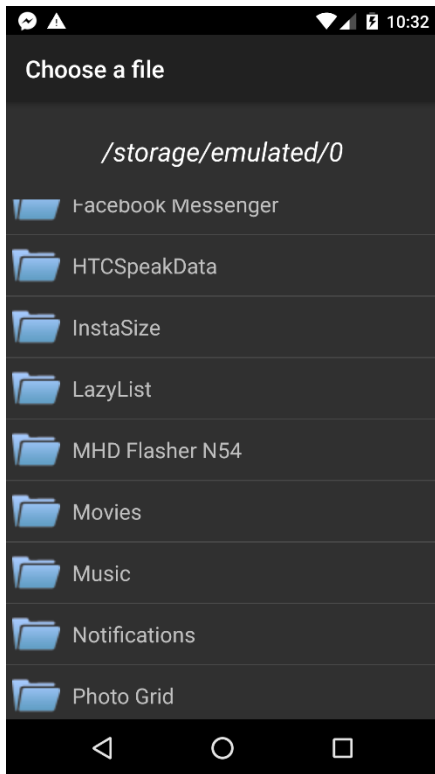 10:32
Choose a file
/storage/emulated/0
Facebook Messenger
HTCSpeakData
InstaSize
LazyList
MHD Flasher N54
Movies
Music
Notifications
Photo Grid